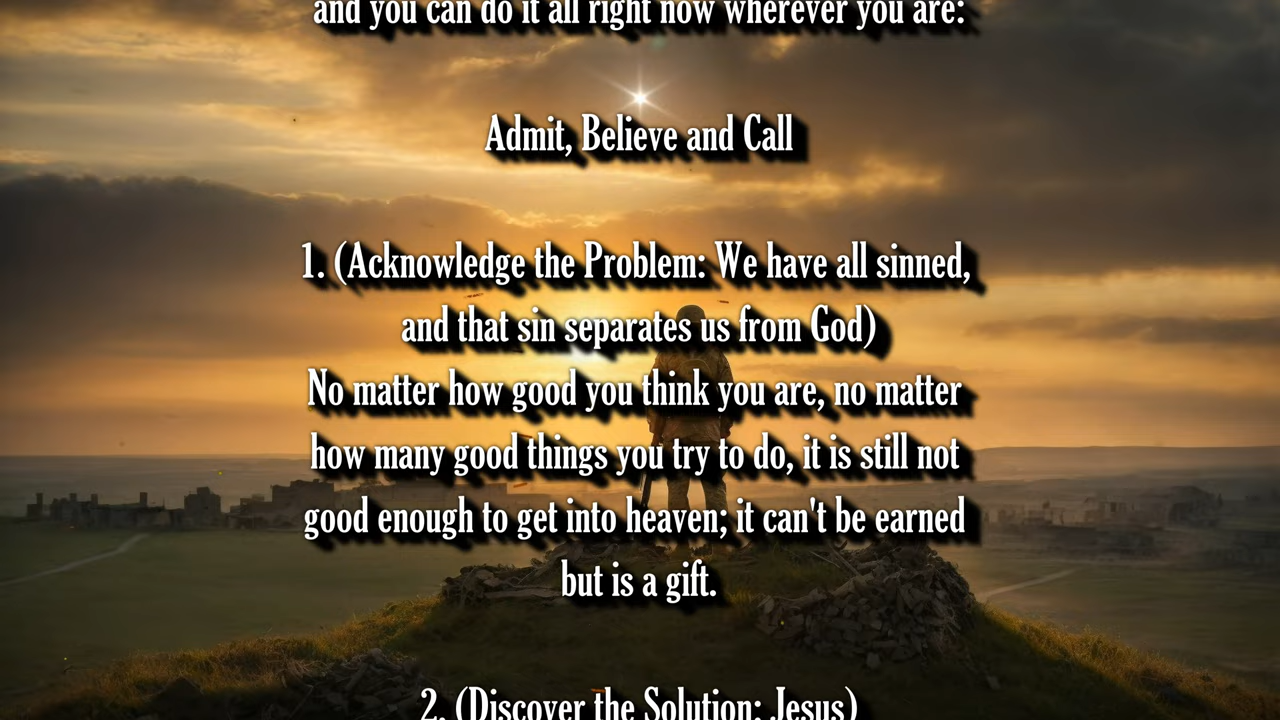 and you can do it all right now wherever you are:
Admit, Believe and Call
1. (Acknowledge the Problem: We have all sinned,
and that sin separates us from God)
No matter how good you think you are, no matter
how many good things you try to do, it is still not
good enough to get into heaven; it can't be earned
but is a gift.
2. (Discover the Solution: Jesus)